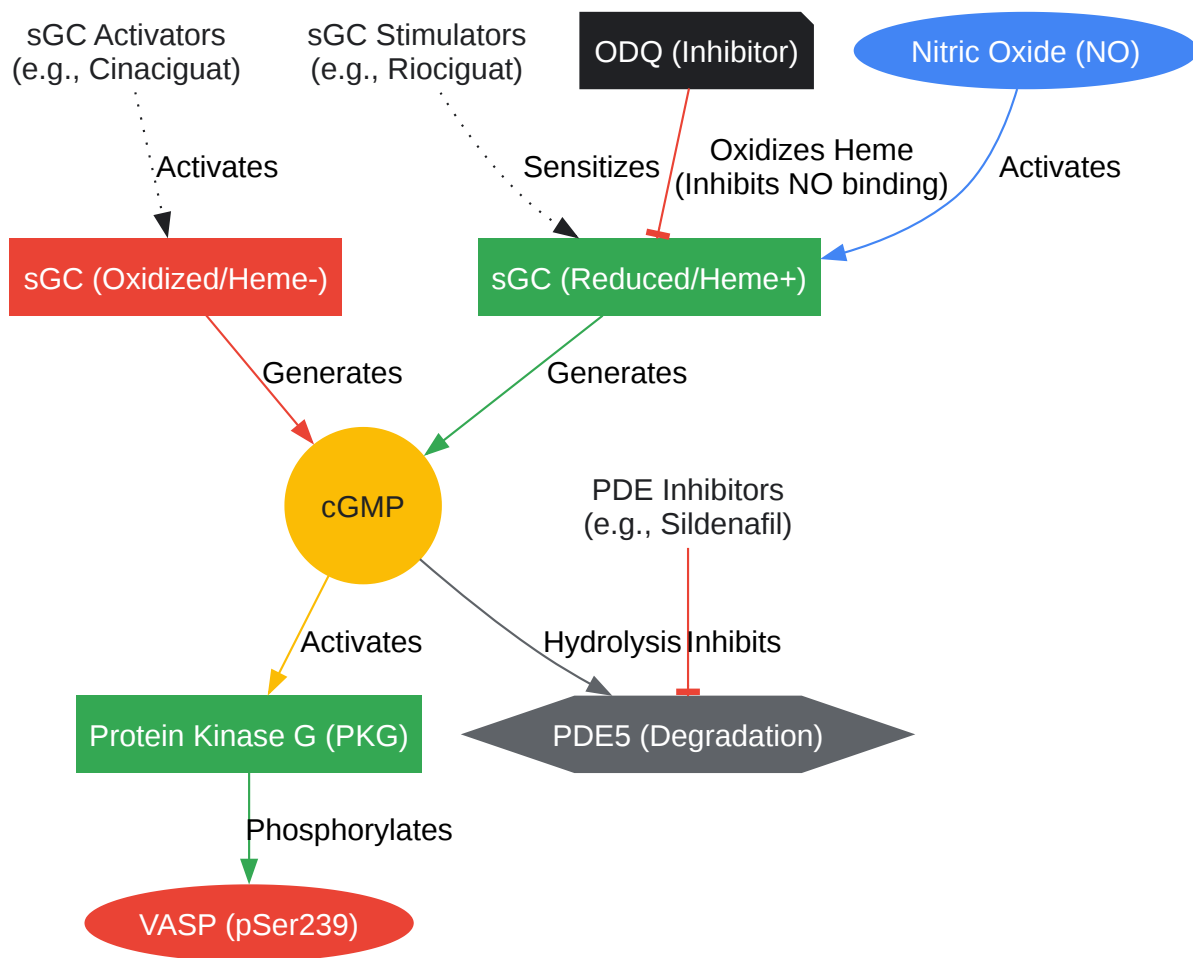 sGC Activators
(e.g., Cinaciguat)
sGC Stimulators
(e.g., Riociguat)
ODQ (Inhibitor)
Nitric Oxide (NO)
Activates
Sensitizes
Oxidizes Heme
(Inhibits NO binding)
Activates
sGC (Oxidized/Heme-)
sGC (Reduced/Heme+)
Generates
Generates
cGMP
PDE Inhibitors
(e.g., Sildenafil)
Activates
Hydrolysis
Inhibits
Protein Kinase G (PKG)
PDE5 (Degradation)
Phosphorylates
VASP (pSer239)